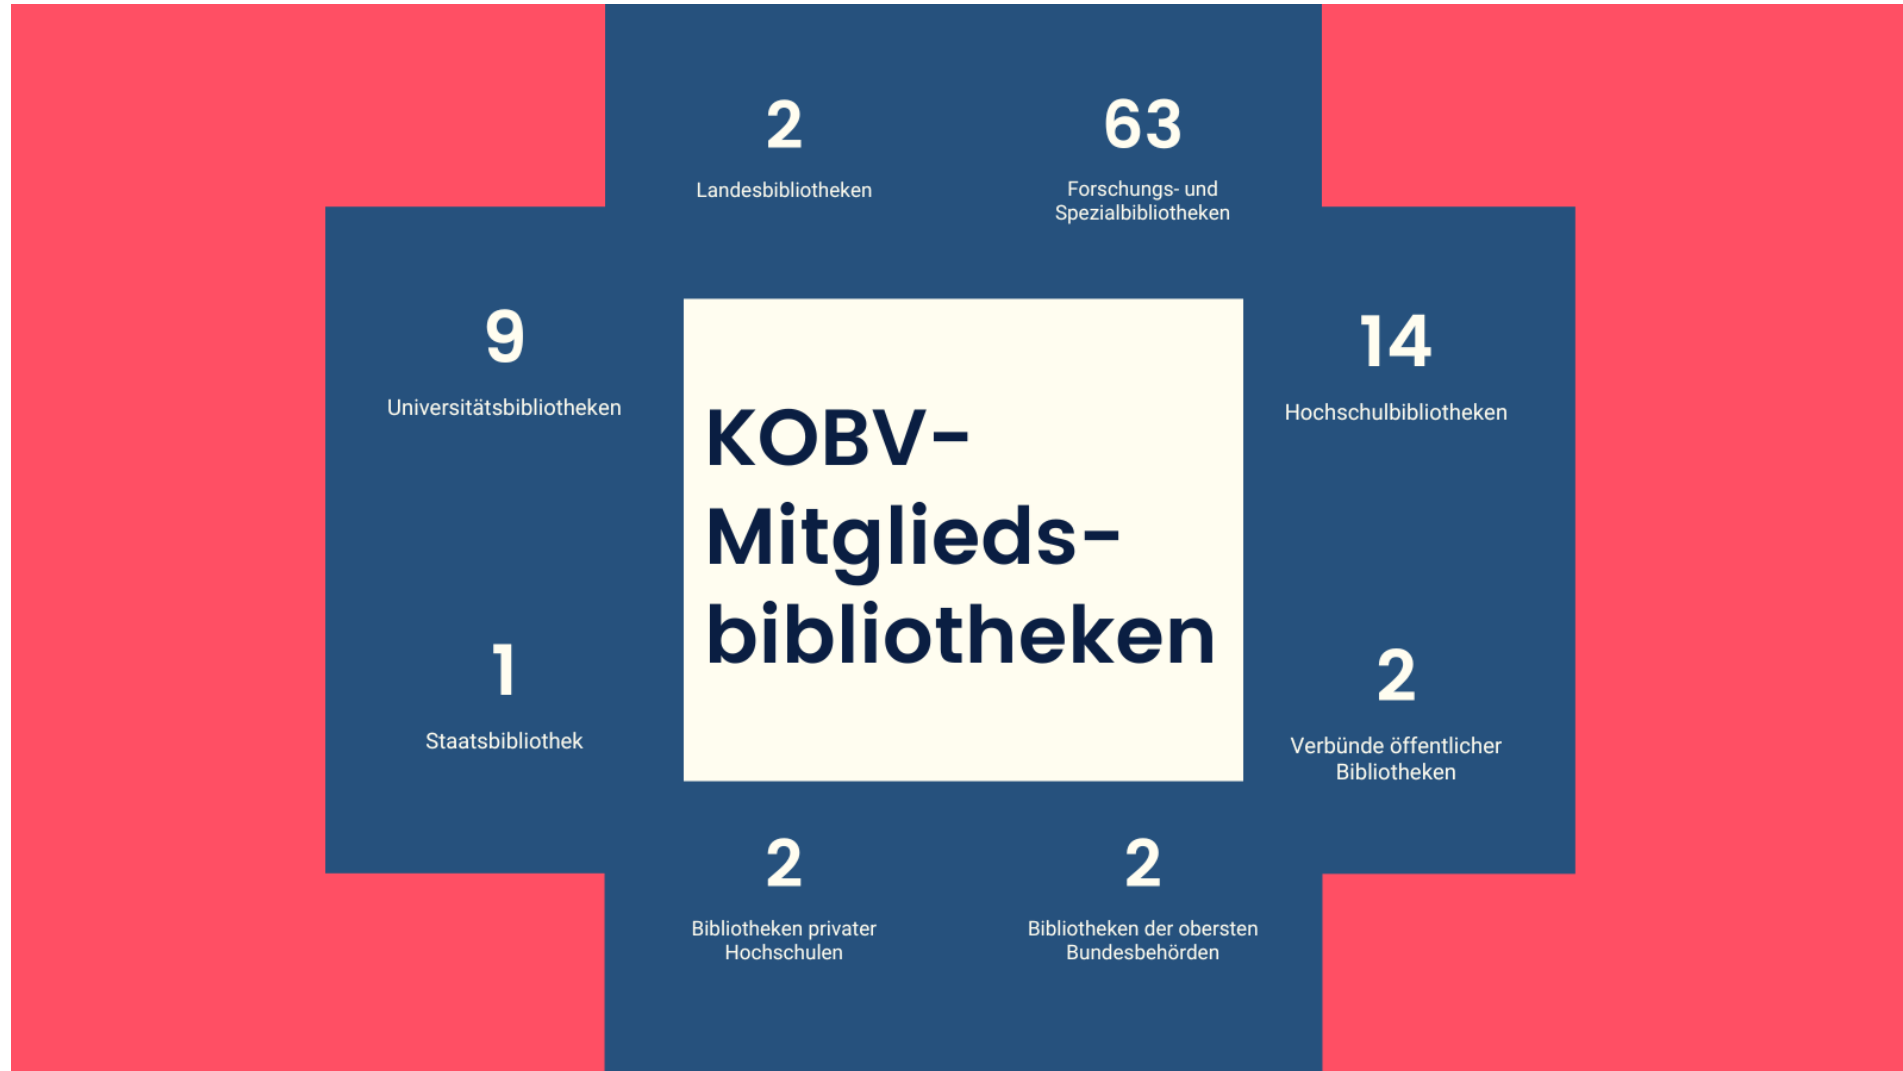 2
Landesbibliotheken
63
Forschungs- und
Spezialbibliotheken
9
Universitätsbibliotheken
14
Hochschulbibliotheken
KOBV-
Mitglieds-
bibliotheken
1
Staatsbibliothek
2
Verbünde öffentlicher
Bibliotheken
2
Bibliotheken privater
Hochschulen
2
Bibliotheken der obersten
Bundesbehörden